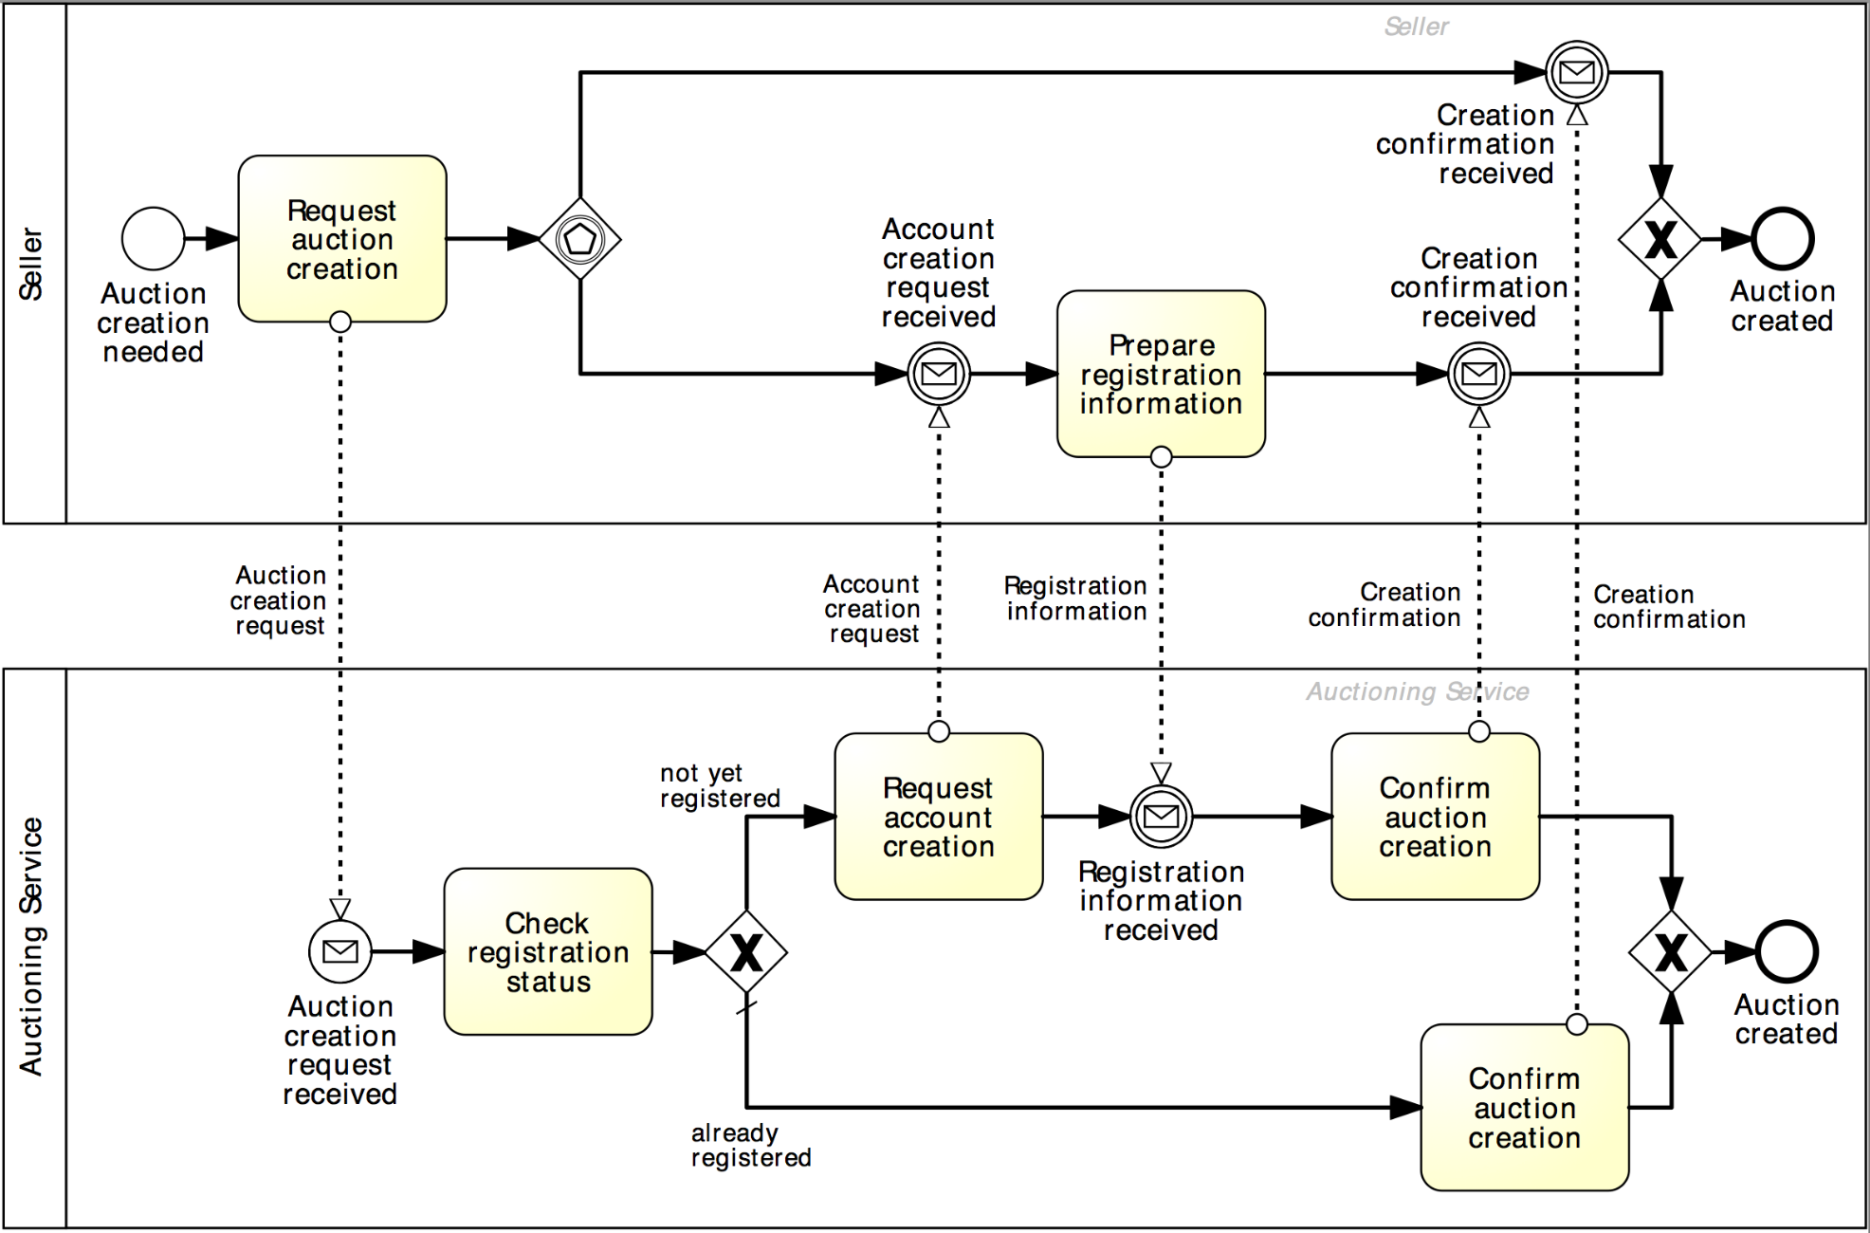 Seller
Seller
Auction
creation
needed
Request
auction
creation
Account
creation
request
received
Prepare
registration
information
Creation
confirmation
received
Creation
confirmation
received
Auction
created
Auction
creation
request
Account
creation
request
Registration
information
Creation
confirmation
Creation
confirmation
Auctioning Service
Auctioning Service
Auction
creation
request
received
Check
registration
status
not yet
registered
already
registered
Request
account
creation
Registration
information
received
Confirm
auction
creation
Confirm
auction
creation
Auction
created